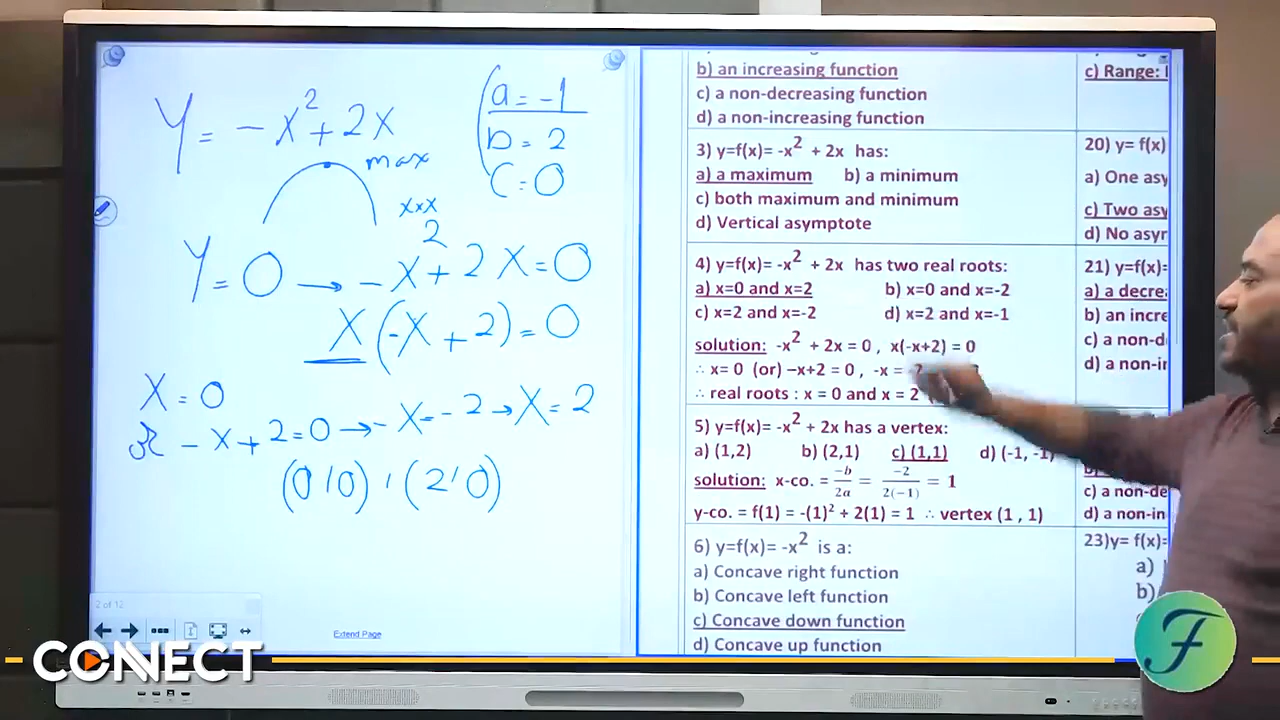 Y = - x² + 2x
max
a = -1
b = 2
C = 0
xxx
Y = 0 → - x² + 2x = 0
x (-x + 2) = 0
x = 0
or - x + 2 = 0 → - x = - 2 → x = 2
(0,0) , (2,0)
2 of 12
Extend Page
b) an increasing function
c) a non-decreasing function
d) a non-increasing function
3) y=f(x)= -x² + 2x has:
a) a maximum b) a minimum
c) both maximum and minimum
d) Vertical asymptote
4) y=f(x)= -x² + 2x has two real roots:
a) x=0 and x=2 b) x=0 and x=-2
c) x=2 and x=-2 d) x=2 and x=-1
solution: -x² + 2x = 0 , x(-x+2) = 0
∴ x= 0 (or) –x+2 = 0 , -x =
∴ real roots : x = 0 and x = 2
5) y=f(x)= -x² + 2x has a vertex:
a) (1,2) b) (2,1) c) (1,1) d) (-1, -1)
solution: x-co. = -b/2a = -2/2(-1) = 1
y-co. = f(1) = -(1)² + 2(1) = 1 ∴ vertex (1 , 1)
6) y=f(x)= -x² is a:
a) Concave right function
b) Concave left function
c) Concave down function
d) Concave up function
c) Range:
20) y= f(x)
a) One asy
c) Two asy
d) No asyr
21) y=f(x)=
a) a decre
b) an incre
c) a non-d
d) a non-i
c) a non-de
d) a non-in
23)y= f(x)=
a)
b)
CONNECT
F